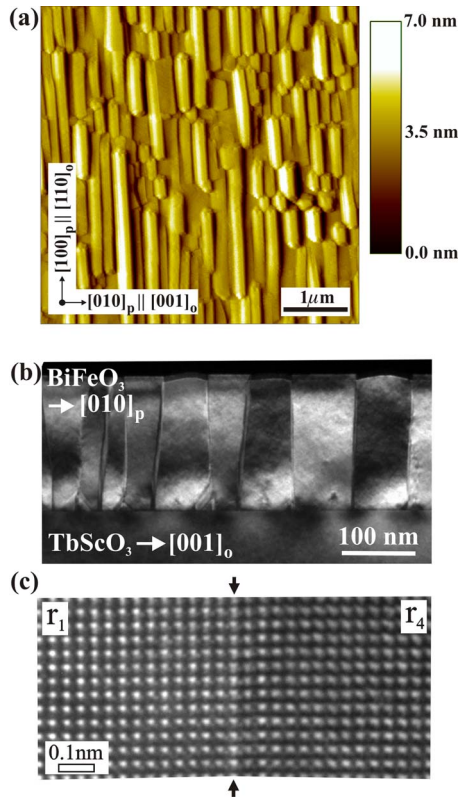 (a)
7.0 nm
3.5 nm
0.0 nm
[100]p || [110]o
[010]p || [001]o
1μm
(b)
BiFeO3
[010]p
TbScO3 [001]o
100 nm
(c)
r1
r4
0.1nm